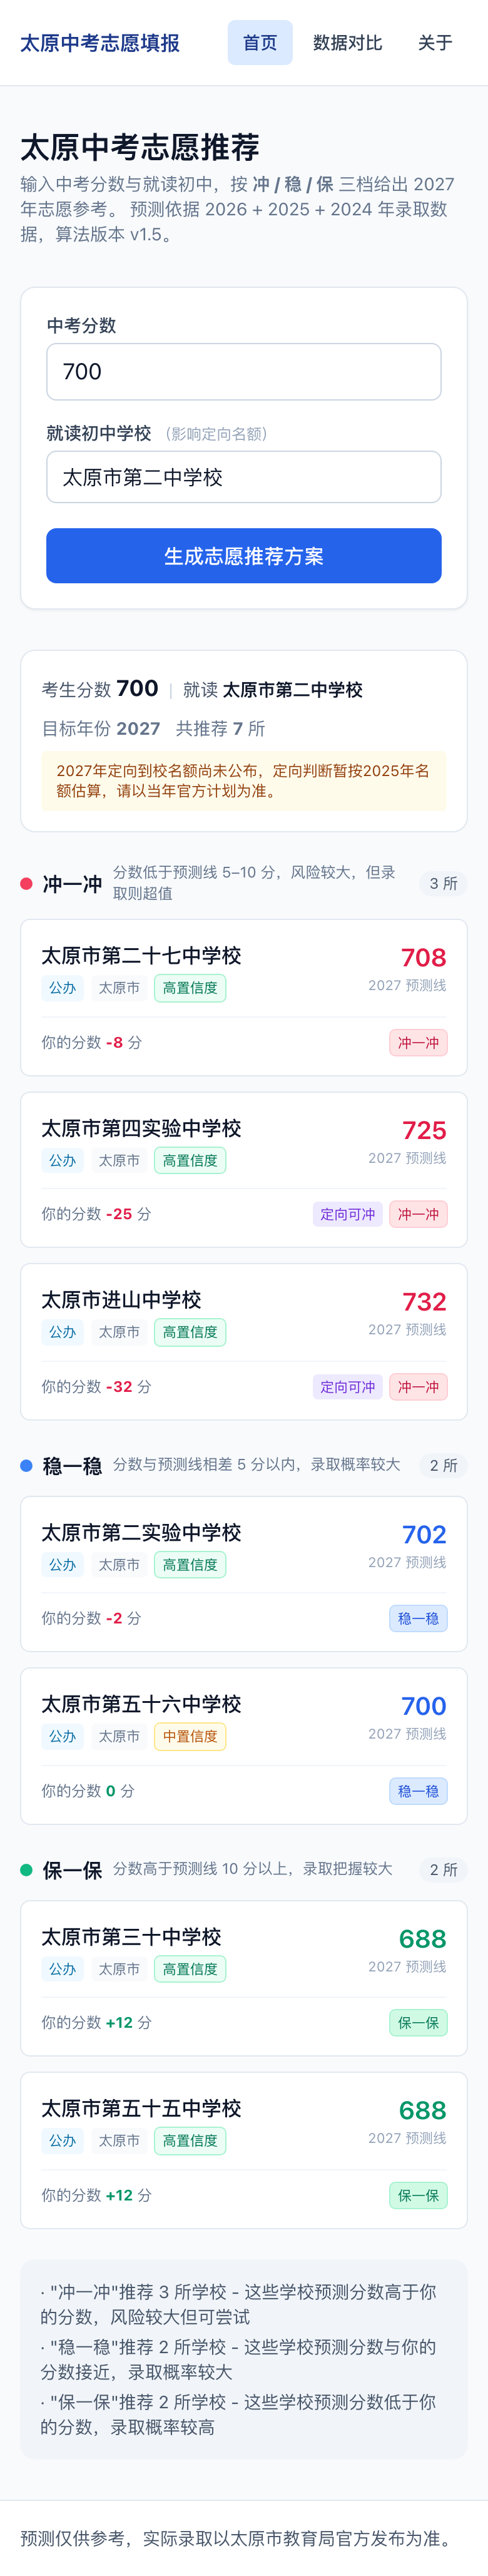 太原中考志愿填报 首页 数据对比 关于
太原中考志愿推荐
输入中考分数与就读初中，按 冲 / 稳 / 保 三档给出 2027
年志愿参考。 预测依据 2026 + 2025 + 2024 年录取数
据，算法版本 v1.5。
中考分数
700
就读初中学校 （影响定向名额）
太原市第二中学校
生成志愿推荐方案
考生分数 700 | 就读 太原市第二中学校
目标年份 2027 共推荐 7 所
2027年定向到校名额尚未公布，定向判断暂按2025年名
额估算，请以当年官方计划为准。
冲一冲 分数低于预测线 5–10 分，风险较大，但录
取则超值 3 所
太原市第二十七中学校 708
公办 太原市 高置信度 2027 预测线
你的分数 -8 分 冲一冲
太原市第四实验中学校 725
公办 太原市 高置信度 2027 预测线
你的分数 -25 分 定向可冲 冲一冲
太原市进山中学校 732
公办 太原市 高置信度 2027 预测线
你的分数 -32 分 定向可冲 冲一冲
稳一稳 分数与预测线相差 5 分以内，录取概率较大 2 所
太原市第二实验中学校 702
公办 太原市 高置信度 2027 预测线
你的分数 -2 分 稳一稳
太原市第五十六中学校 700
公办 太原市 中置信度 2027 预测线
你的分数 0 分 稳一稳
保一保 分数高于预测线 10 分以上，录取把握较大 2 所
太原市第三十中学校 688
公办 太原市 高置信度 2027 预测线
你的分数 +12 分 保一保
太原市第五十五中学校 688
公办 太原市 高置信度 2027 预测线
你的分数 +12 分 保一保
· "冲一冲"推荐 3 所学校 - 这些学校预测分数高于你
的分数，风险较大但可尝试
· "稳一稳"推荐 2 所学校 - 这些学校预测分数与你的
分数接近，录取概率较大
· "保一保"推荐 2 所学校 - 这些学校预测分数低于你
的分数，录取概率较高
预测仅供参考，实际录取以太原市教育局官方发布为准。